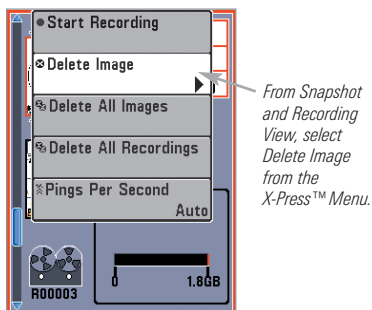 Start Recording
Delete Image
Delete All Images
Delete All Recordings
Pings Per Second
Auto
R00003
0
1.8GB
From Snapshot
and Recording
View, select
Delete Image
from the
X-Press™ Menu.